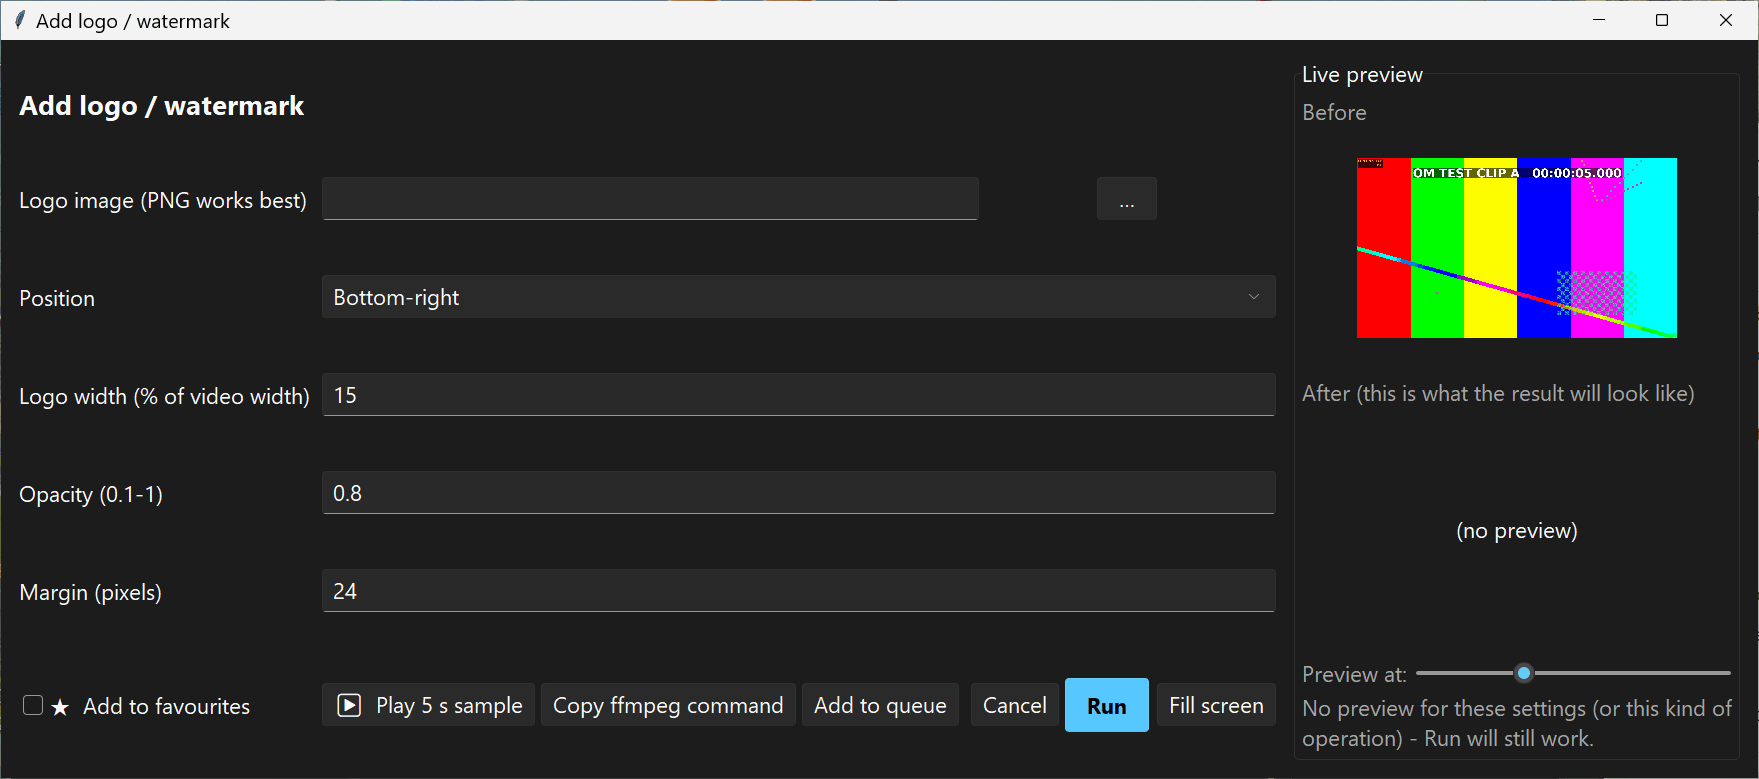 Add logo / watermark
Add logo / watermark
Logo image (PNG works best)
...
Position
Bottom-right
Logo width (% of video width)
15
Opacity (0.1-1)
0.8
Margin (pixels)
24
★ Add to favourites
Play 5 s sample
Copy ffmpeg command
Add to queue
Cancel
Run
Fill screen
Live preview
Before
OM TEST CLIP A 00:00:05.000
After (this is what the result will look like)
(no preview)
Preview at:
No preview for these settings (or this kind of
operation) - Run will still work.